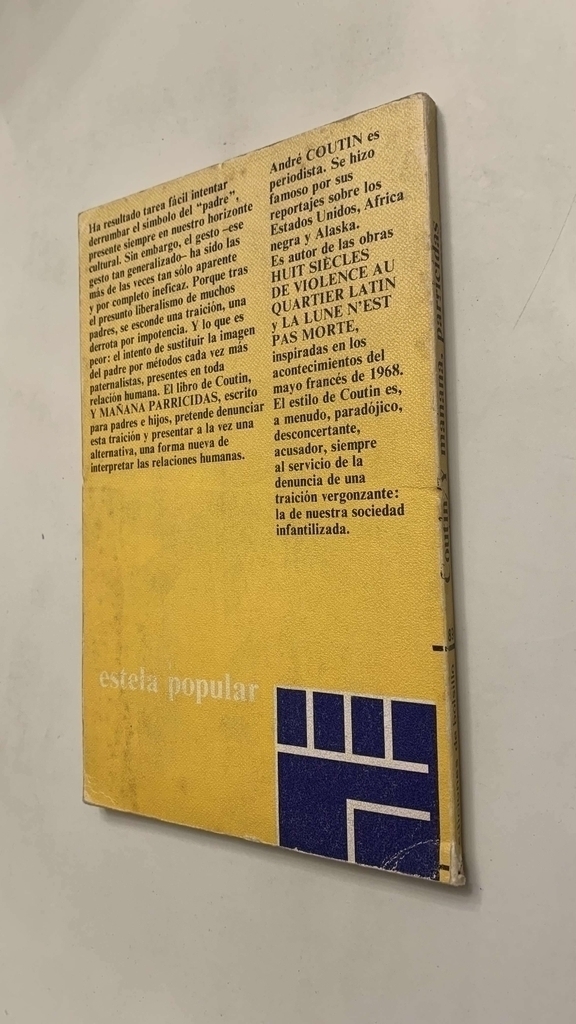 Ha resultado tarea fácil intentar
derrumbar el símbolo del "padre",
presente siempre en nuestro horizonte
cultural. Sin embargo, el gesto –ese
gesto tan generalizado– ha sido las
más de las veces tan sólo aparente
y por completo ineficaz. Porque tras
el presunto liberalismo de muchos
padres, se esconde una traición, una
derrota por impotencia. Y lo que es
peor: el intento de sustituir la imagen
del padre por métodos cada vez más
paternalistas, presentes en toda
relación humana. El libro de Coutin,
Y MAÑANA PARRICIDAS, escrito
para padres e hijos, pretende denunciar
esta traición y presentar a la vez una
alternativa, una forma nueva de
interpretar las relaciones humanas.
André COUTIN es
periodista. Se hizo
famoso por sus
reportajes sobre los
Estados Unidos, Africa
negra y Alaska.
Es autor de las obras
HUIT SIÈCLES
DE VIOLENCE AU
QUARTIER LATIN
y LA LUNE N'EST
PAS MORTE,
inspiradas en los
acontecimientos del
mayo francés de 1968.
El estilo de Coutin es,
a menudo, paradójico,
desconcertante,
acusador, siempre
al servicio de la
denuncia de una
traición vergonzante:
la de nuestra sociedad
infantilizada.
estela popular
Coutin y mañana, parricidas